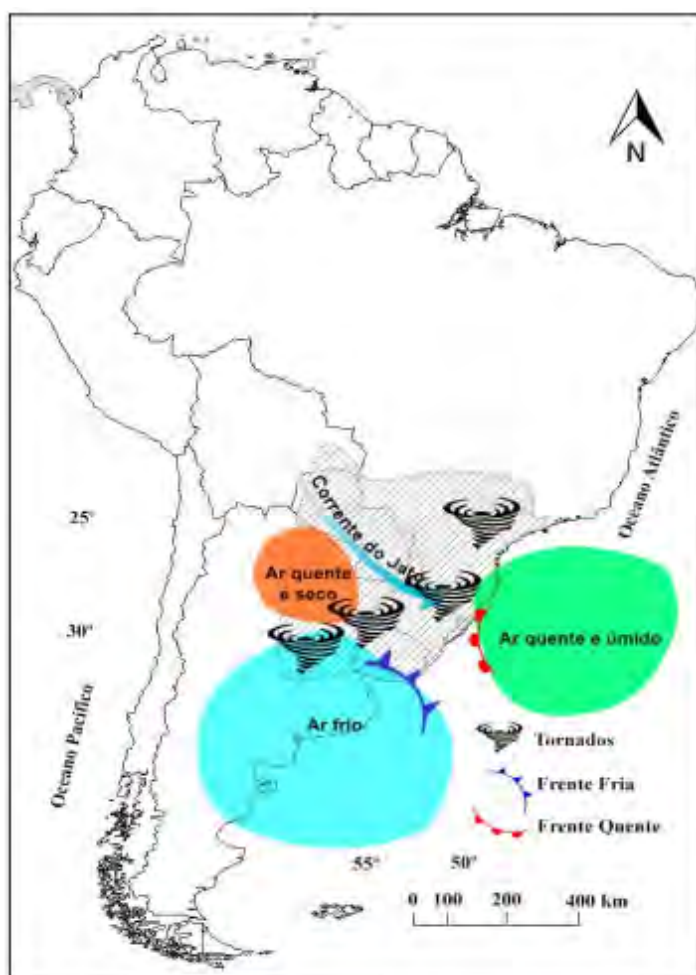 N
Oceano Atlântico
25°
Corrente do Jato
Ar quente
e seco
30°
Ar quente e úmido
Oceano Pacífico
Ar frio
Tornados
Frente Fria
Frente Quente
55°
50°
0 100 200 400 km